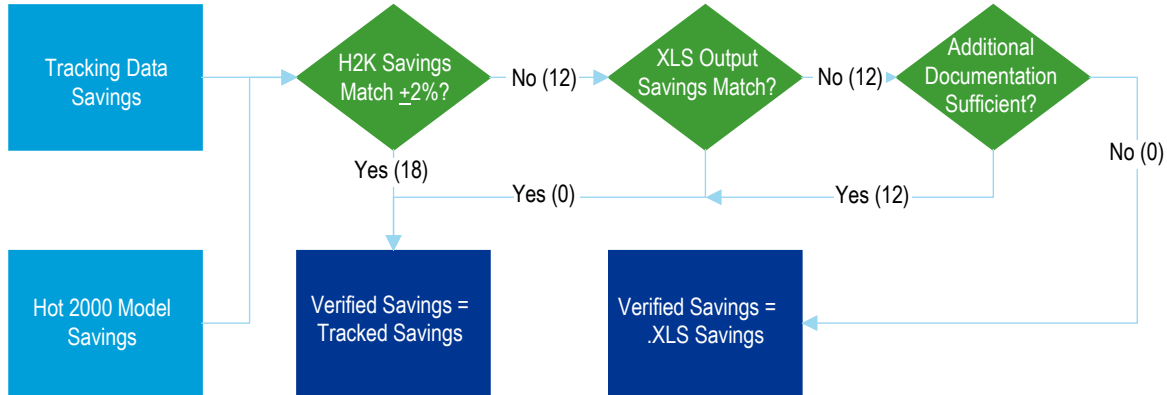 Tracking Data
Savings
H2K Savings
Match +2%?
No (12)
XLS Output
Savings Match?
No (12)
Additional
Documentation
Sufficient?
No (0)
Yes (18)
Yes (0)
Yes (12)
Hot 2000 Model
Savings
Verified Savings =
Tracked Savings
Verified Savings =
.XLS Savings